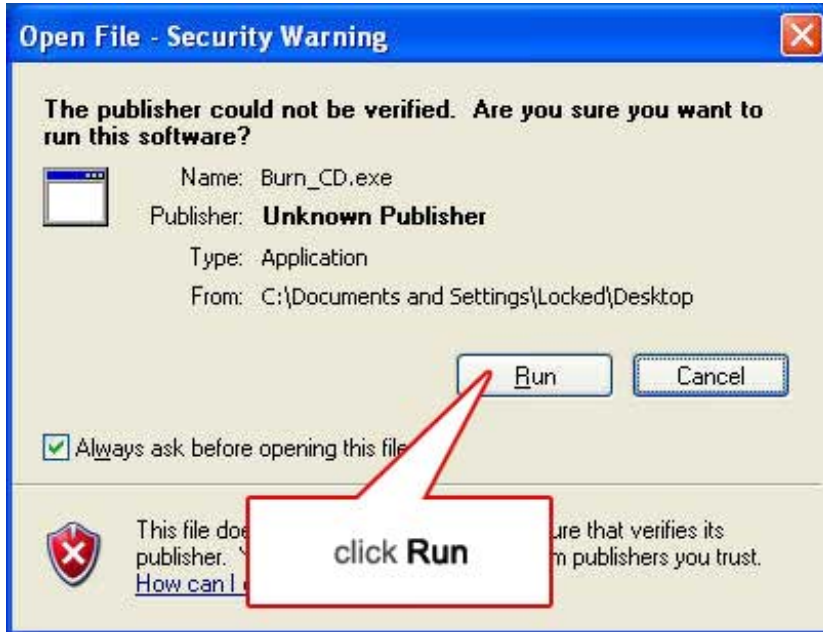 Open File - Security Warning
The publisher could not be verified. Are you sure you want to
run this software?
Name: Burn_CD.exe
Publisher: Unknown Publisher
Type: Application
From: C:\Documents and Settings\Locked\Desktop
Run Cancel
Always ask before opening this file
click Run
This file ure that verifies its
publisher. m publishers you trust.
How can I